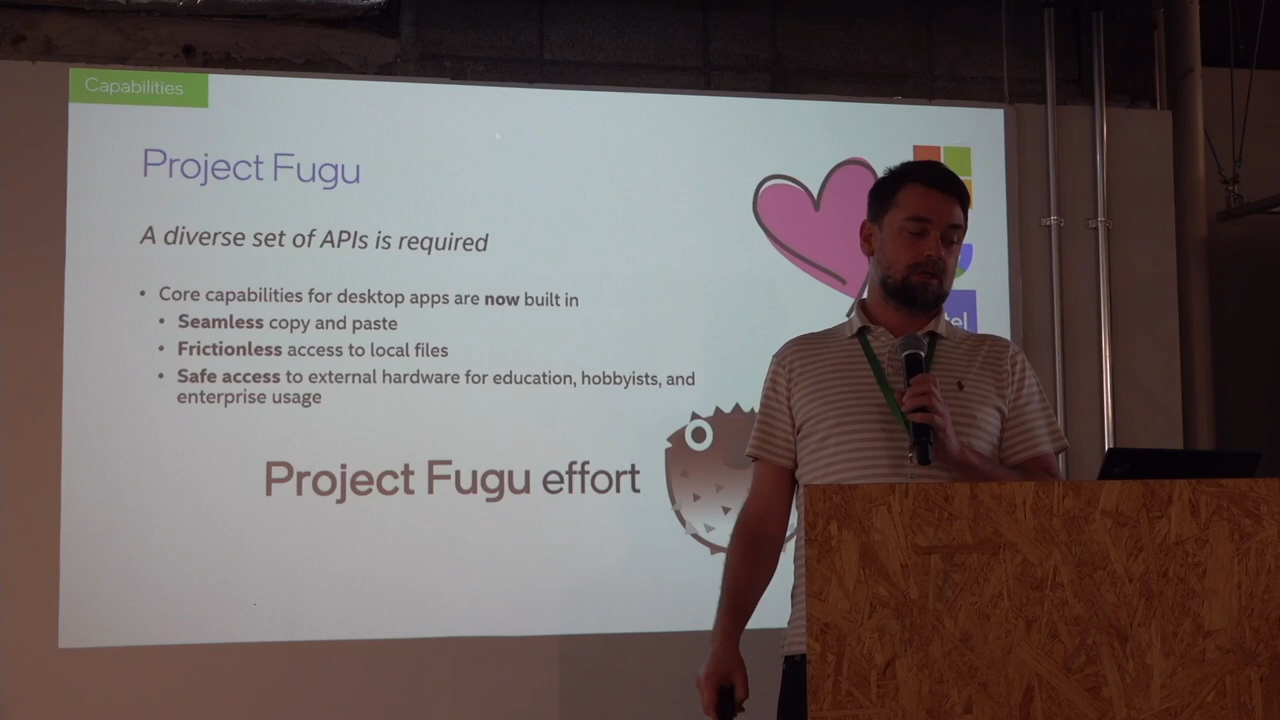 Capabilities
Project Fugu
A diverse set of APIs is required
• Core capabilities for desktop apps are now built in
• Seamless copy and paste
• Frictionless access to local files
• Safe access to external hardware for education, hobbyists, and
enterprise usage
Project Fugu effort
tel